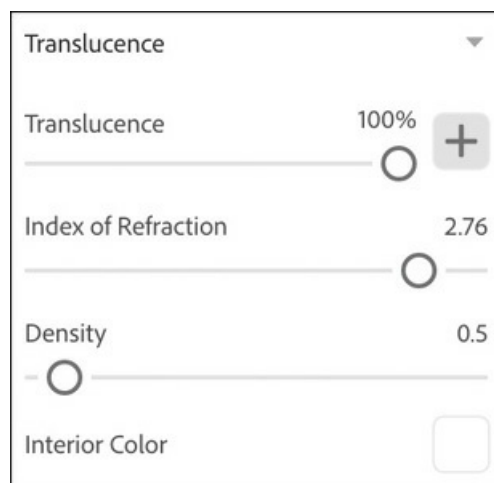 Translucence
Translucence 100%
Index of Refraction 2.76
Density 0.5
Interior Color